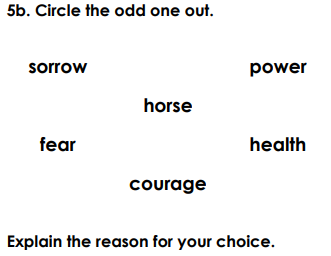 5b. Circle the odd one out.
sorrow power
horse
fear health
courage
Explain the reason for your choice.